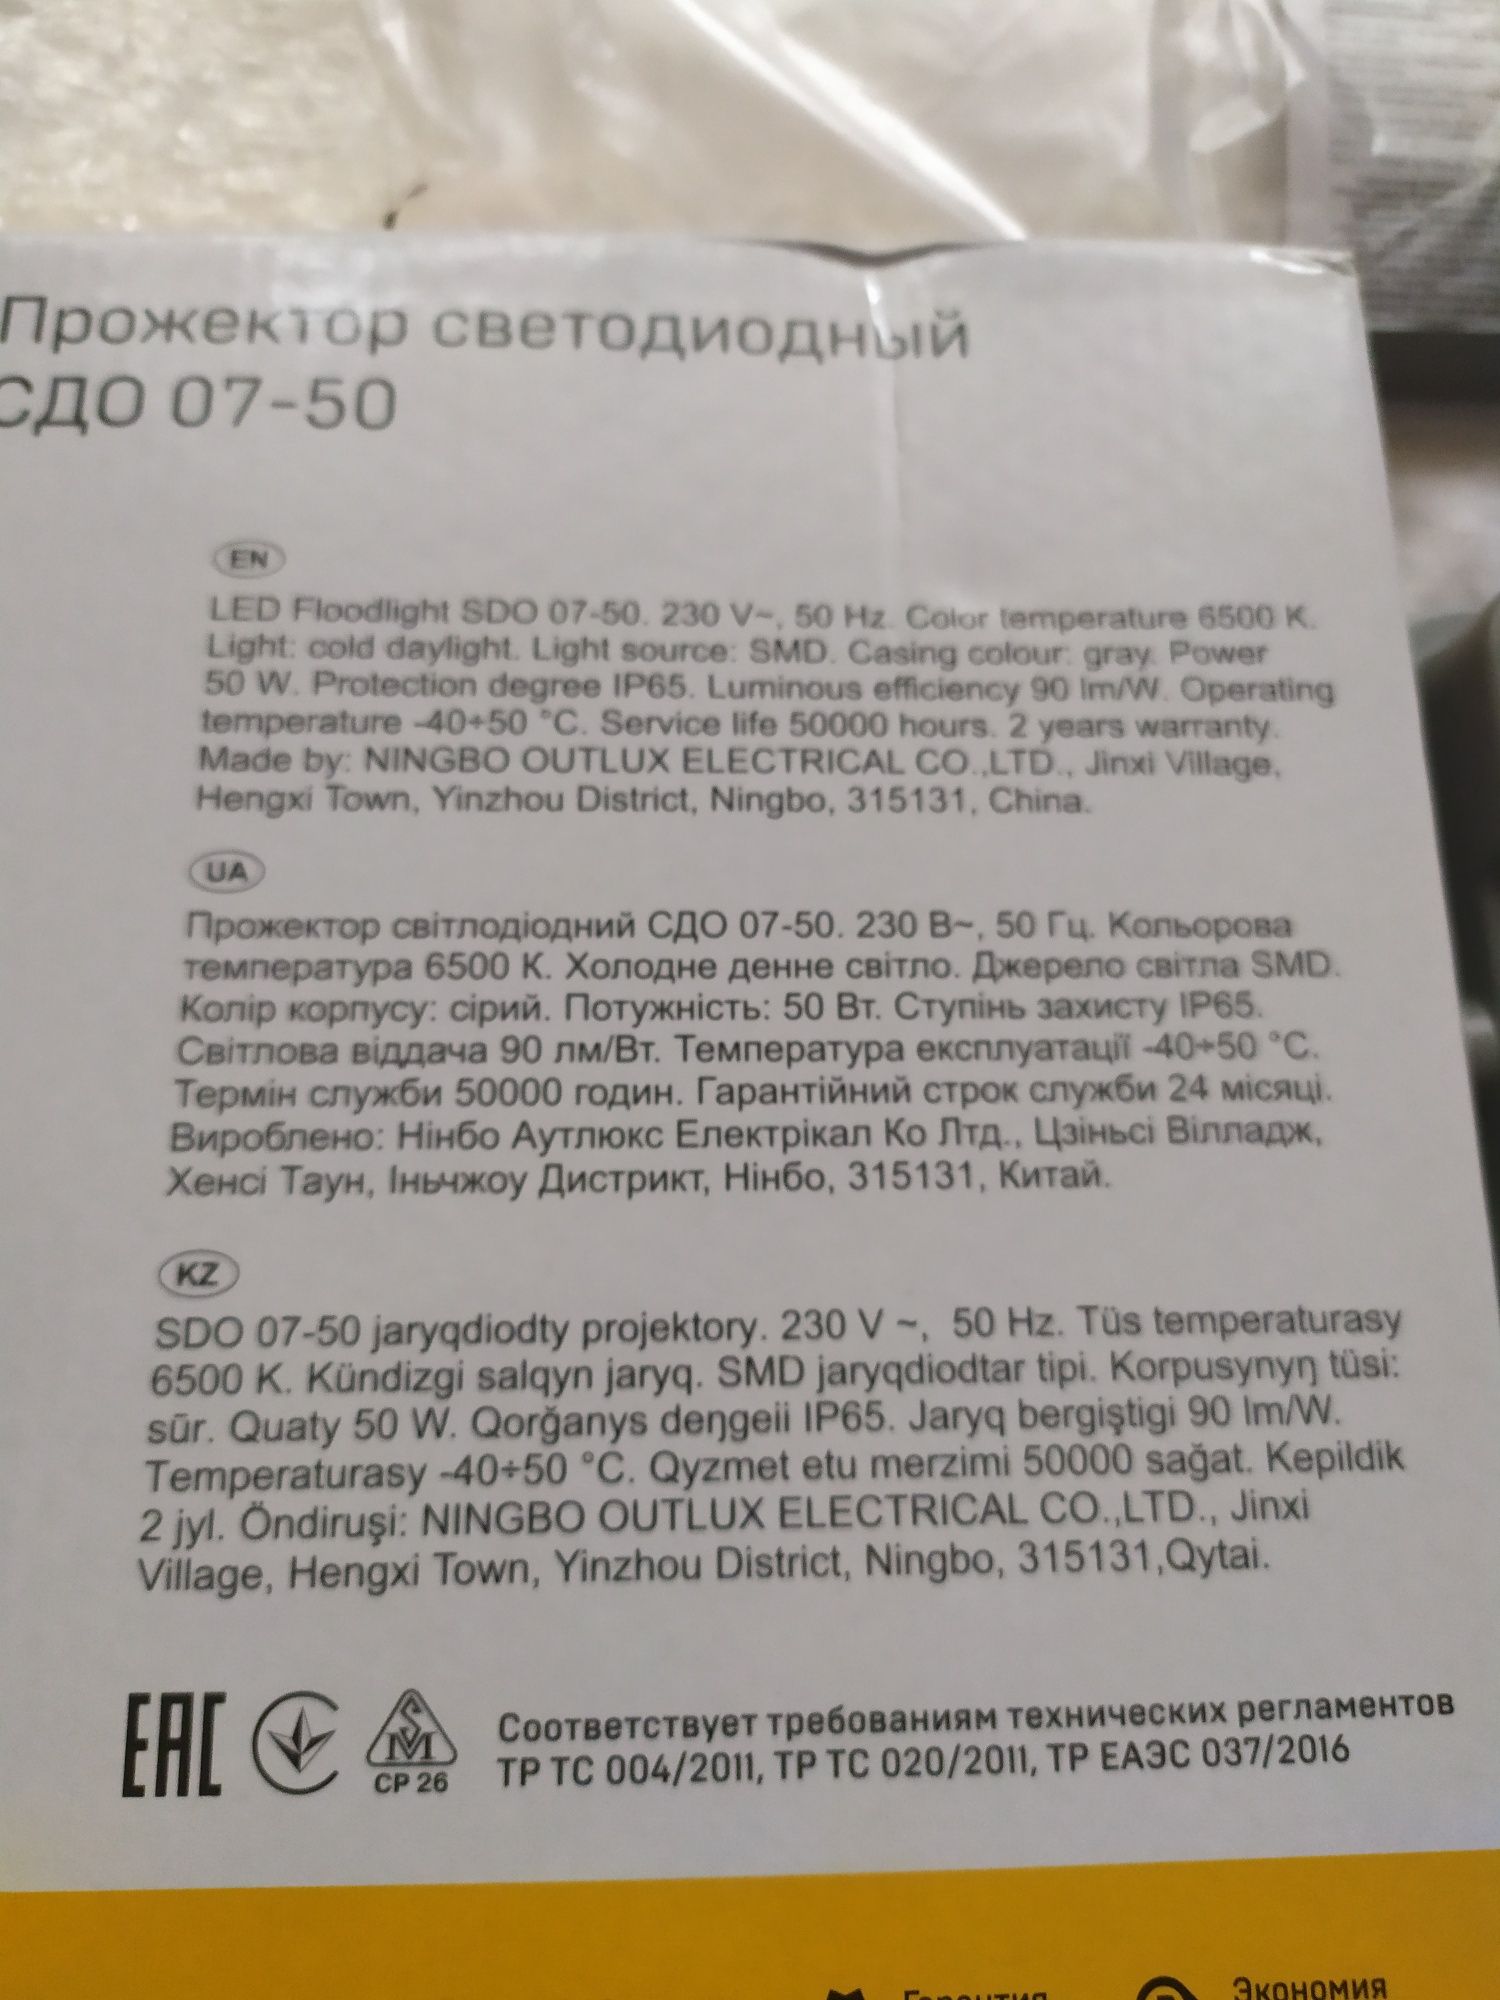 Прожектор светодиодный
СДО 07-50
EN
LED Floodlight SDO 07-50. 230 V~, 50 Hz. Color temperature 6500 K.
Light: cold daylight. Light source: SMD. Casing colour: gray. Power
50 W. Protection degree IP65. Luminous efficiency 90 lm/W. Operating
temperature -40÷50 °C. Service life 50000 hours. 2 years warranty.
Made by: NINGBO OUTLUX ELECTRICAL CO.,LTD., Jinxi Village,
Hengxi Town, Yinzhou District, Ningbo, 315131, China.
UA
Прожектор світлодіодний СДО 07-50. 230 В~, 50 Гц. Кольорова
температура 6500 К. Холодне денне світло. Джерело світла SMD.
Колір корпусу: сірий. Потужність: 50 Вт. Ступінь захисту IP65.
Світлова віддача 90 лм/Вт. Температура експлуатації -40÷50 °C.
Термін служби 50000 годин. Гарантійний строк служби 24 місяці.
Вироблено: Нінбо Аутлюкс Електрікал Ко Лтд., Цзіньсі Вілладж,
Хенсі Таун, Іньчжоу Дистрикт, Нінбо, 315131, Китай.
KZ
SDO 07-50 jaryqdiodty projektory. 230 V ~, 50 Hz. Tüs temperaturasy
6500 K. Kündizgi salqyn jaryq. SMD jaryqdiodtar tipi. Korpusynyŋ tüsi:
sūr. Quaty 50 W. Qorğanys deŋgeii IP65. Jaryq bergiştigi 90 lm/W.
Temperaturasy -40÷50 °C. Qyzmet etu merzimi 50000 sağat. Kepildik
2 jyl. Öndiruşi: NINGBO OUTLUX ELECTRICAL CO.,LTD., Jinxi
Village, Hengxi Town, Yinzhou District, Ningbo, 315131,Qytai.
EAC
SM
СР 26
Соответствует требованиям технических регламентов
ТР ТС 004/2011, ТР ТС 020/2011, ТР ЕАЭС 037/2016
Гарантия
Экономия